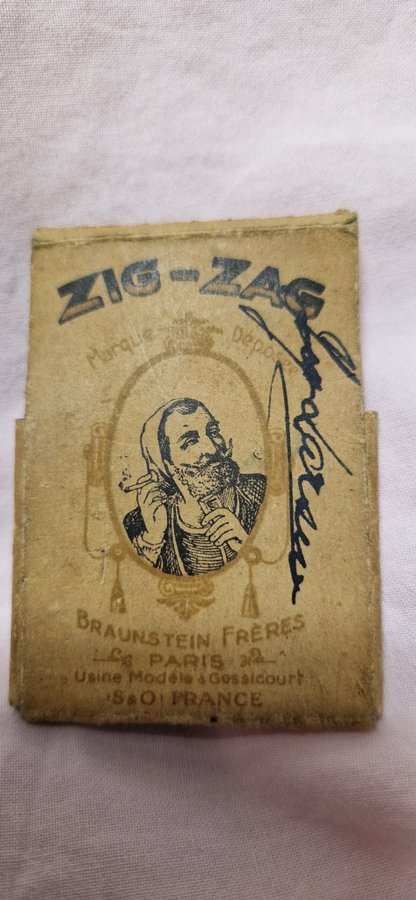 ZIG-ZAG
Marque Déposée
BRAUNSTEIN FRÈRES
PARIS
Usine Modèle à Gassicourt
(S&O) FRANCE